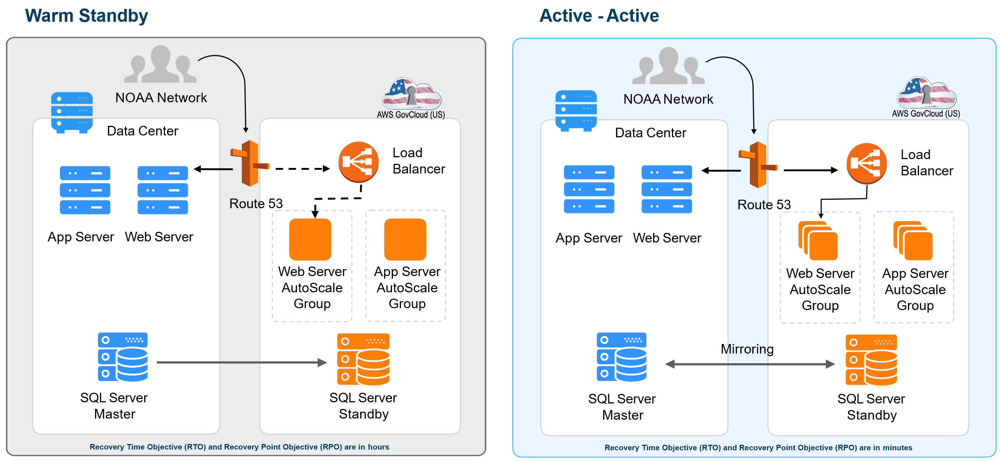 Warm Standby
NOAA Network
AWS GovCloud (US)
Data Center
Load
Balancer
Route 53
App Server
Web Server
Web Server
AutoScale
Group
App Server
AutoScale
Group
SQL Server
Master
SQL Server
Standby
Recovery Time Objective (RTO) and Recovery Point Objective (RPO) are in hours
Active - Active
NOAA Network
AWS GovCloud (US)
Data Center
Load
Balancer
Route 53
App Server
Web Server
Web Server
AutoScale
Group
App Server
AutoScale
Group
Mirroring
SQL Server
Master
SQL Server
Standby
Recovery Time Objective (RTO) and Recovery Point Objective (RPO) are in minutes